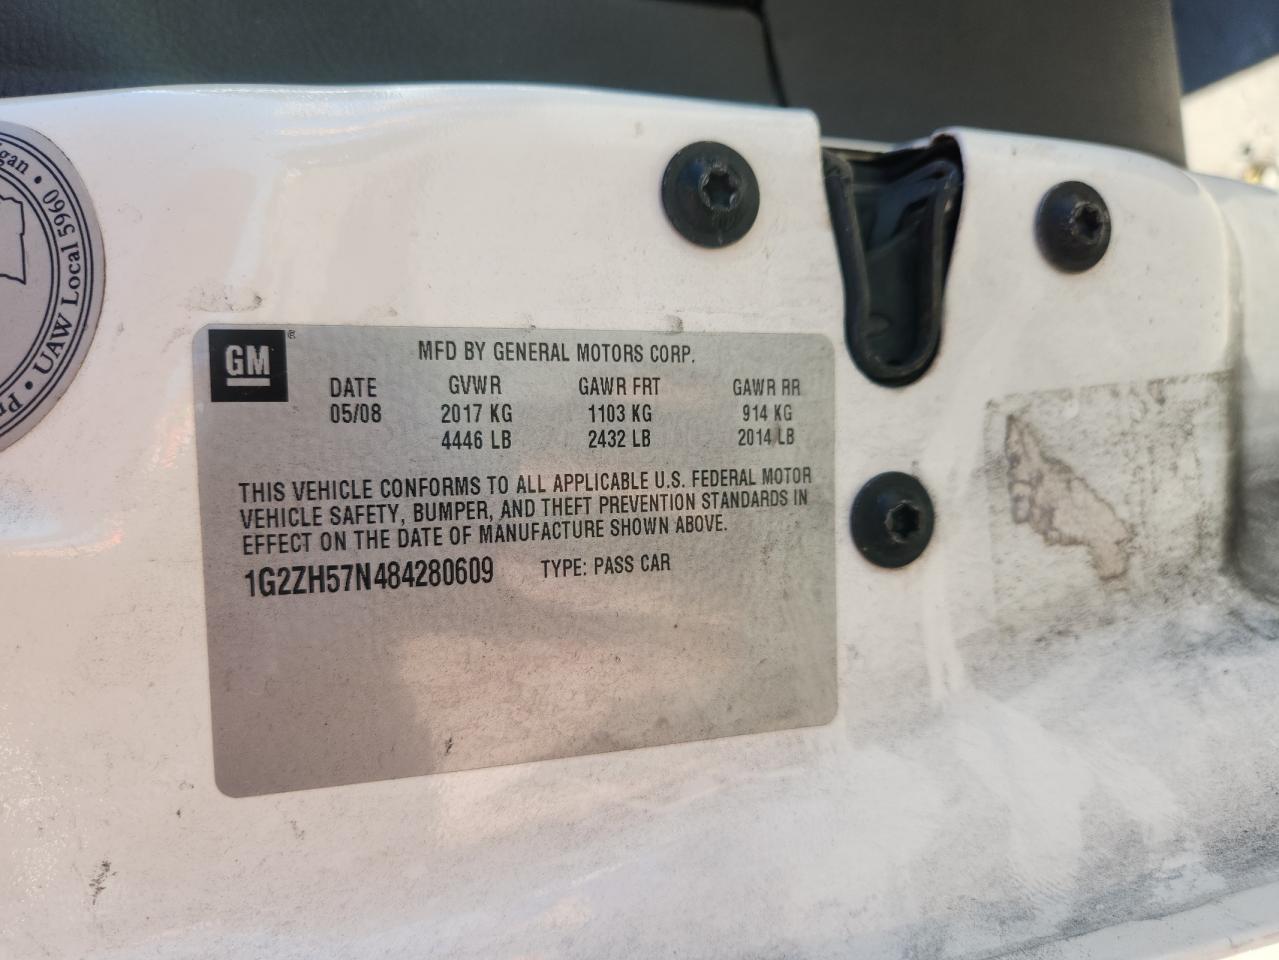 gan • UAW Local 5960
GM
®
MFD BY GENERAL MOTORS CORP.
DATE GVWR GAWR FRT GAWR RR
05/08 2017 KG 1103 KG 914 KG
4446 LB 2432 LB 2014 LB
THIS VEHICLE CONFORMS TO ALL APPLICABLE U.S. FEDERAL MOTOR
VEHICLE SAFETY, BUMPER, AND THEFT PREVENTION STANDARDS IN
EFFECT ON THE DATE OF MANUFACTURE SHOWN ABOVE.
1G2ZH57N484280609 TYPE: PASS CAR